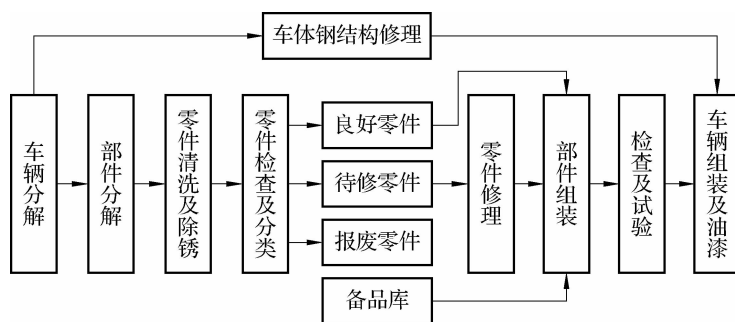 车体钢结构修理
车辆分解
部件分解
零件清洗及除锈
零件检查及分类
良好零件
待修零件
报废零件
备品库
零件修理
部件组装
检查及试验
车辆组装及油漆